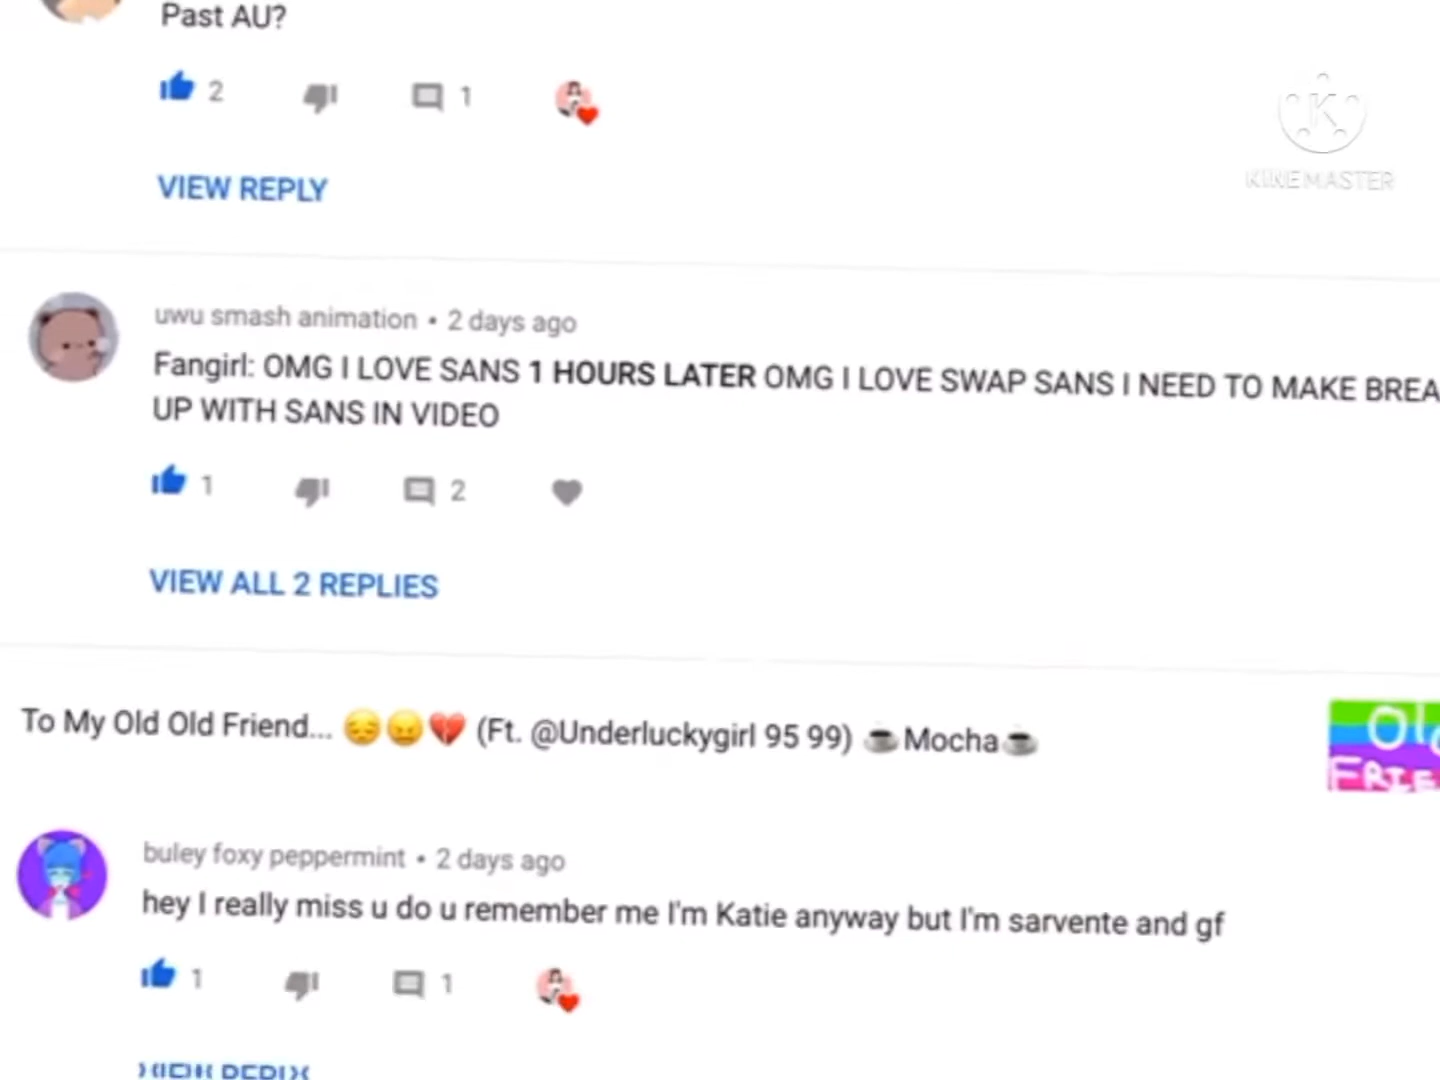 Past AU?
2
1
KINEMASTER
VIEW REPLY
uwu smash animation • 2 days ago
Fangirl: OMG I LOVE SANS 1 HOURS LATER OMG I LOVE SWAP SANS I NEED TO MAKE BREA
UP WITH SANS IN VIDEO
1
2
VIEW ALL 2 REPLIES
To My Old Old Friend... 😔😠💔 (Ft. @Underluckygirl 95 99) ☕Mocha☕
buley foxy peppermint • 2 days ago
hey I really miss u do u remember me I'm Katie anyway but I'm sarvente and gf
1
1